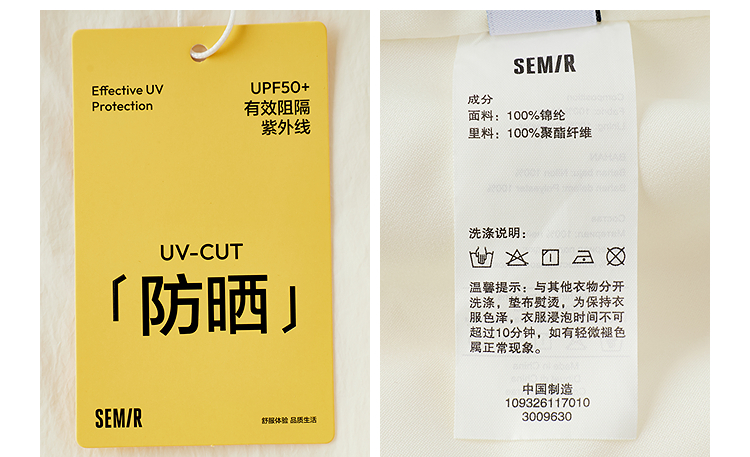 Effective UV
Protection
UPF50+
有效阻隔
紫外线
UV-CUT
「防晒」
SEMIR
舒服体验 品质生活
SEMIR
成分
面料：100%锦纶
里料：100%聚酯纤维
洗涤说明：
温馨提示：与其他衣物分开
洗涤，垫布熨烫，为保持衣
服色泽，衣服浸泡时间不可
超过10分钟，如有轻微褪色
属正常现象。
中国制造
109326117010
3009630